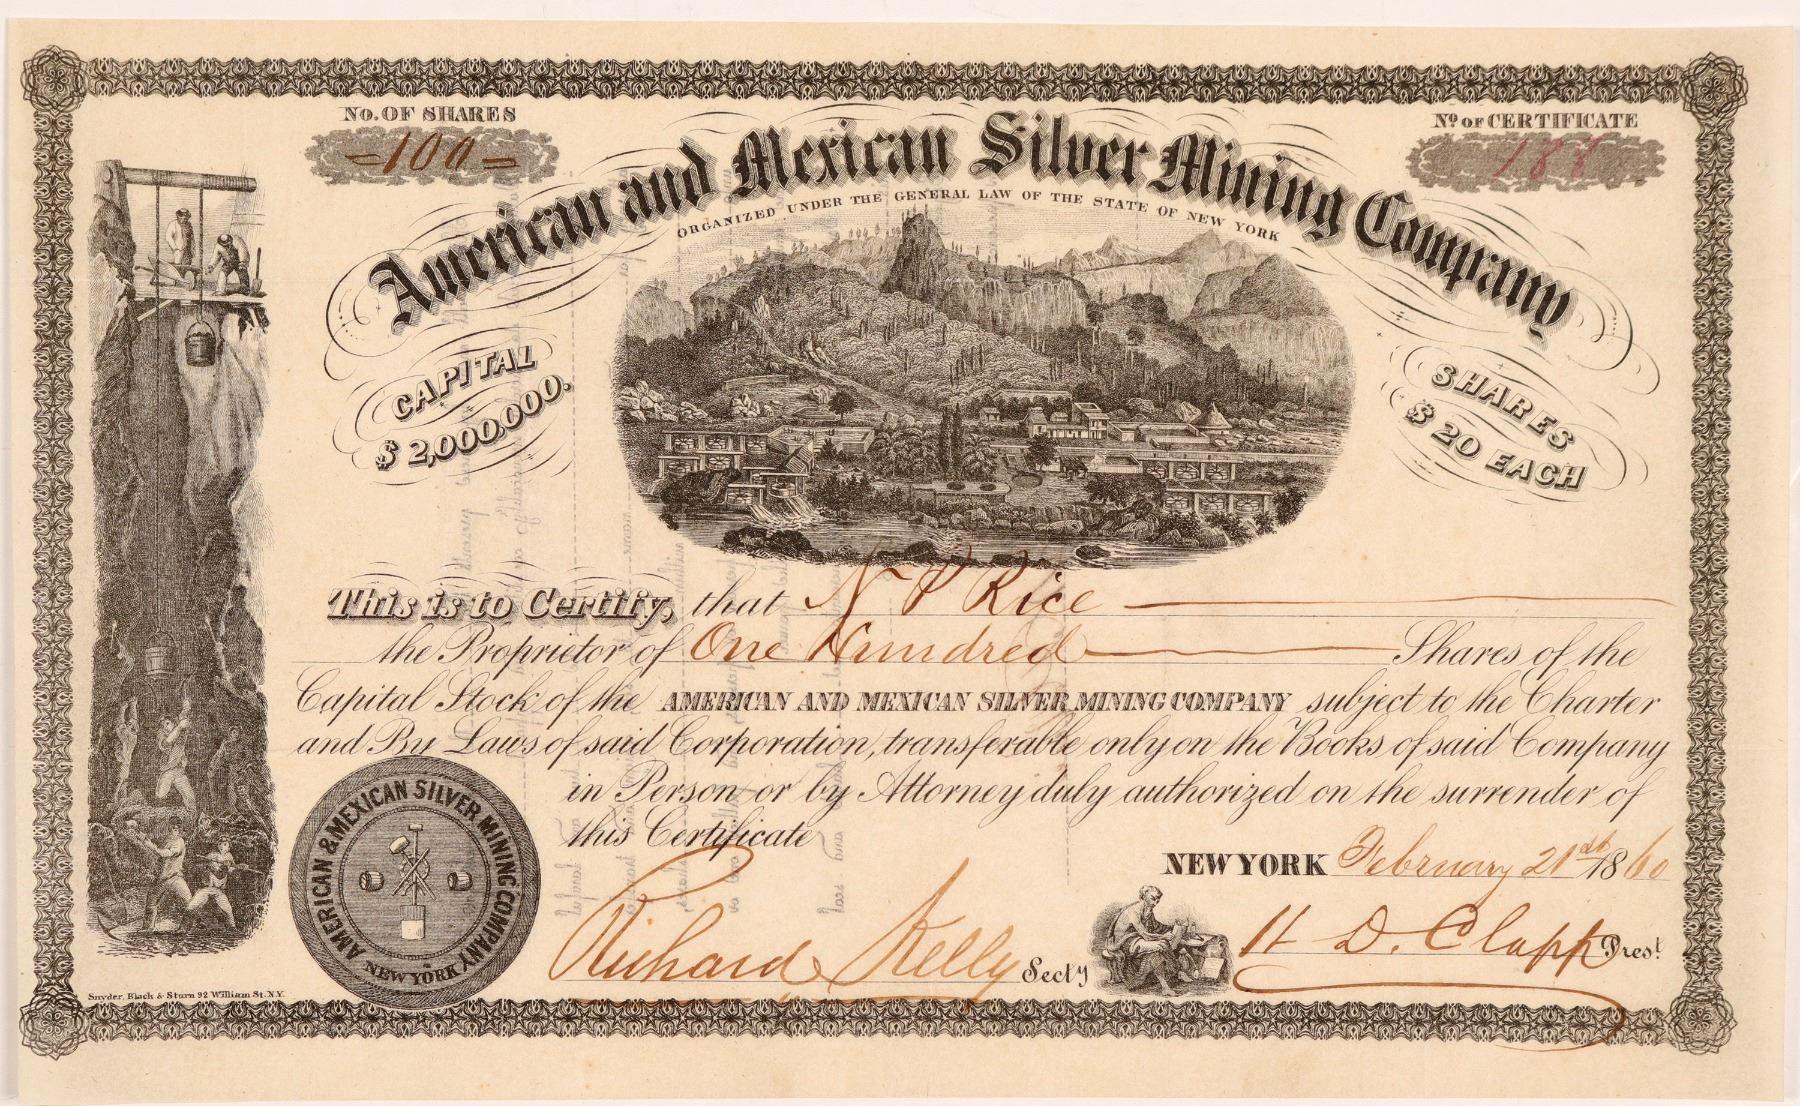 No. OF SHARES
=100=
No OF CERTIFICATE
188
American and Mexican Silver Mining Company
ORGANIZED UNDER THE GENERAL LAW OF THE STATE OF NEW YORK
CAPITAL
$ 2,000,000.
SHARES
$ 20 EACH
This is to Certify, that N P Rice
the Proprietor of One Hundred Shares of the
Capital Stock of the AMERICAN AND MEXICAN SILVER MINING COMPANY subject to the Charter
and By Laws of said Corporation, transferable only on the Books of said Company
in Person or by Attorney duly authorized on the surrender of
this Certificate
NEW YORK February 21st 1860
AMERICAN & MEXICAN SILVER MINING COMPANY
NEW YORK
Richard Kelly Secty
H. D. Clapp Prest
Snyder, Black & Sturn 92 William St. N.Y.